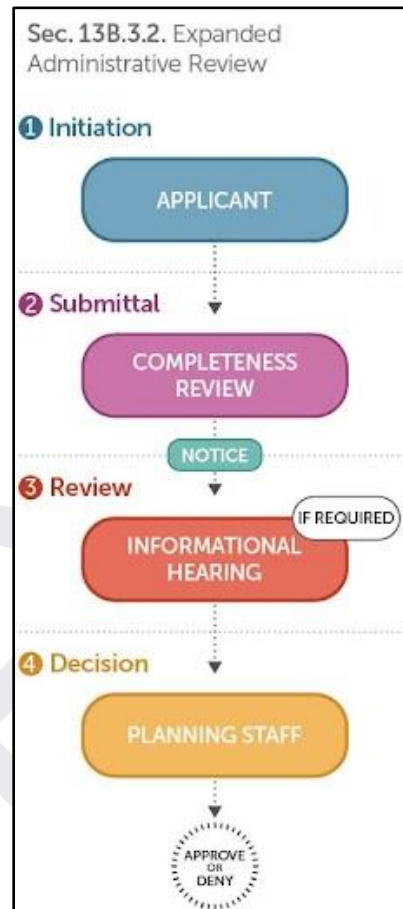 Sec. 13B.3.2. Expanded
Administrative Review
1 Initiation
APPLICANT
2 Submittal
COMPLETENESS
REVIEW
NOTICE
3 Review
IF REQUIRED
INFORMATIONAL
HEARING
4 Decision
PLANNING STAFF
APPROVE
OR
DENY